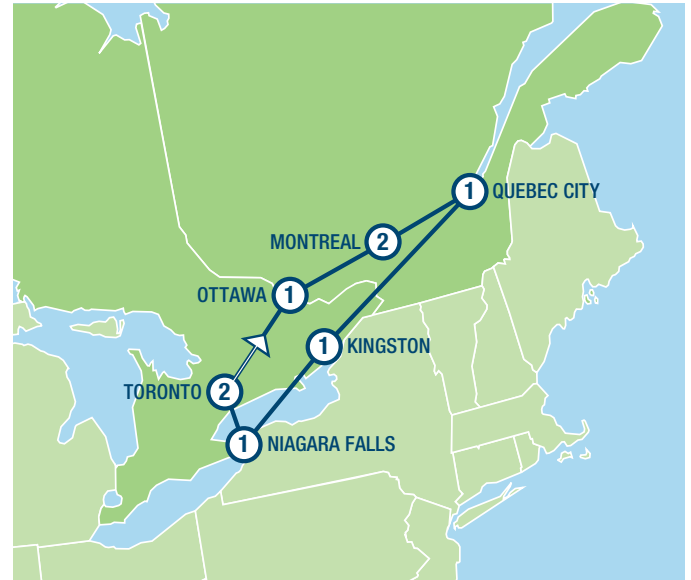 1 QUEBEC CITY
MONTREAL 2
OTTAWA 1
1 KINGSTON
TORONTO 2
1 NIAGARA FALLS